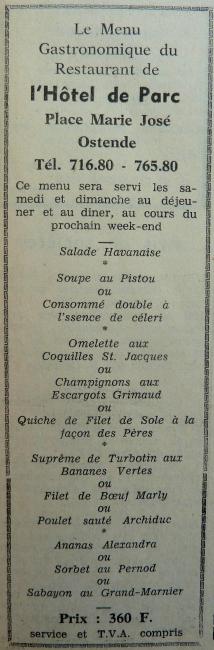 Le Menu
Gastronomique du
Restaurant de
l'Hôtel de Parc
Place Marie José
Ostende
Tél. 716.80 - 765.80
Ce menu sera servi les sa-
medi et dimanche au déjeu-
ner et au dîner, au cours du
prochain week-end
Salade Havanaise
*
Soupe au Pistou
ou
Consommé double à
l'ssence de céleri
*
Omelette aux
Coquilles St. Jacques
ou
Champignons aux
Escargots Grimaud
ou
Quiche de Filet de Sole à la
façon des Pères
*
Suprême de Turbotin aux
Bananes Vertes
ou
Filet de Bœuf Marly
ou
Poulet sauté Archiduc
*
Ananas Alexandra
ou
Sorbet au Pernod
ou
Sabayon au Grand-Marnier
Prix : 360 F.
service et T.V.A. compris